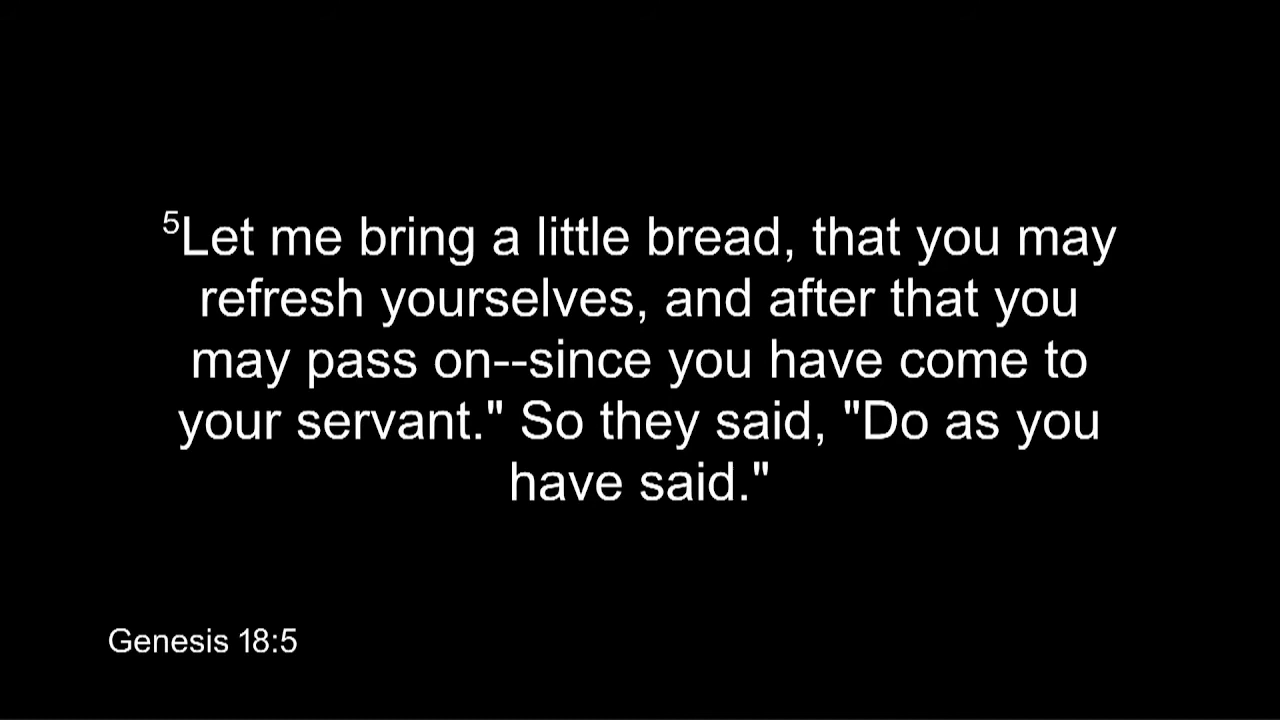 ⁵Let me bring a little bread, that you may
refresh yourselves, and after that you
may pass on--since you have come to
your servant." So they said, "Do as you
have said."
Genesis 18:5